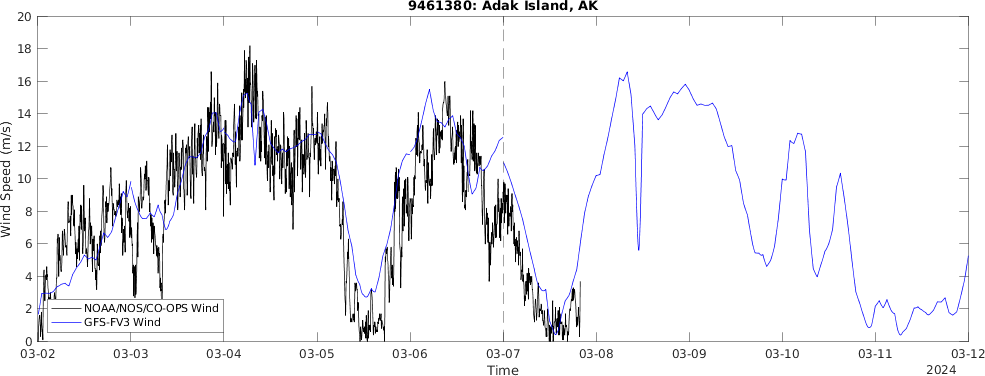 9461380: Adak Island, AK
Wind Speed (m/s)
20
18
16
14
12
10
8
6
4
2
0
NOAA/NOS/CO-OPS Wind
GFS-FV3 Wind
03-02 03-03 03-04 03-05 03-06 03-07 03-08 03-09 03-10 03-11 03-12
Time
2024